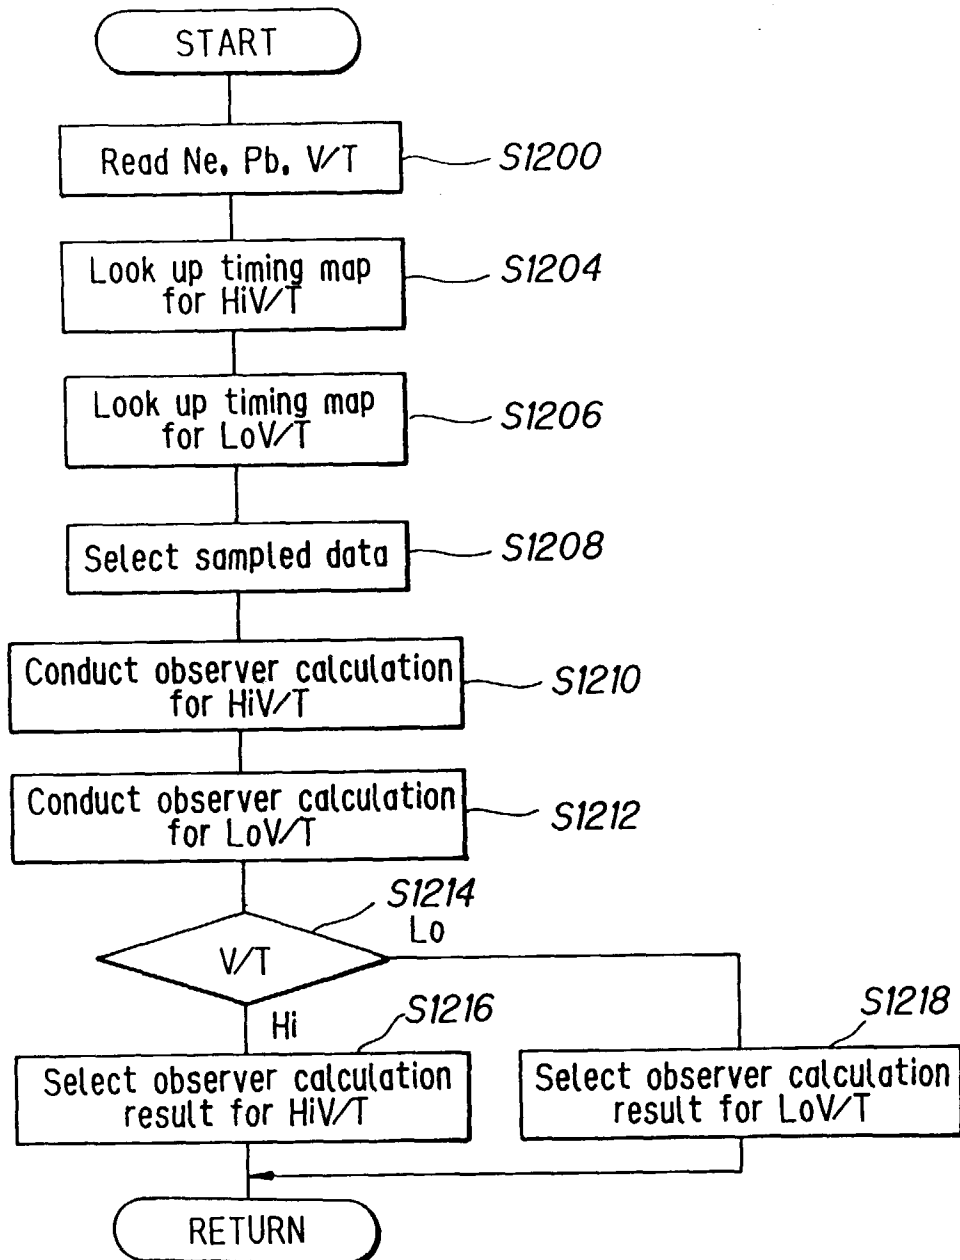 START
Read Ne, Pb, V/T
S1200
Look up timing map
for HiV/T
S1204
Look up timing map
for LoV/T
S1206
Select sampled data
S1208
Conduct observer calculation
for HiV/T
S1210
Conduct observer calculation
for LoV/T
S1212
S1214
V/T
Lo
Hi
S1216
Select observer calculation
result for HiV/T
S1218
Select observer calculation
result for LoV/T
RETURN